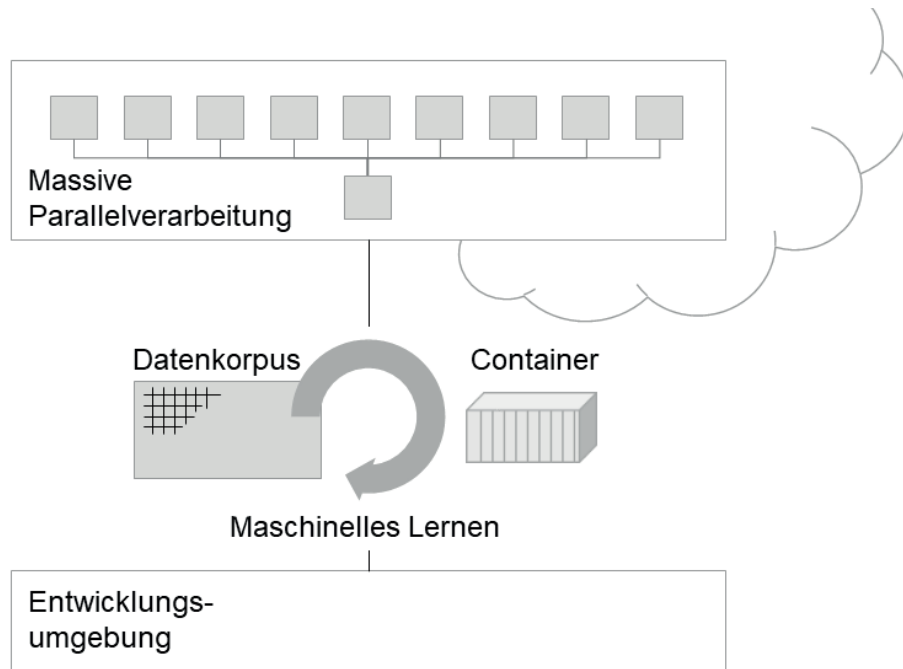 Massive
Parallelverarbeitung
Datenkorpus
Container
Maschinelles Lernen
Entwicklungs-
umgebung